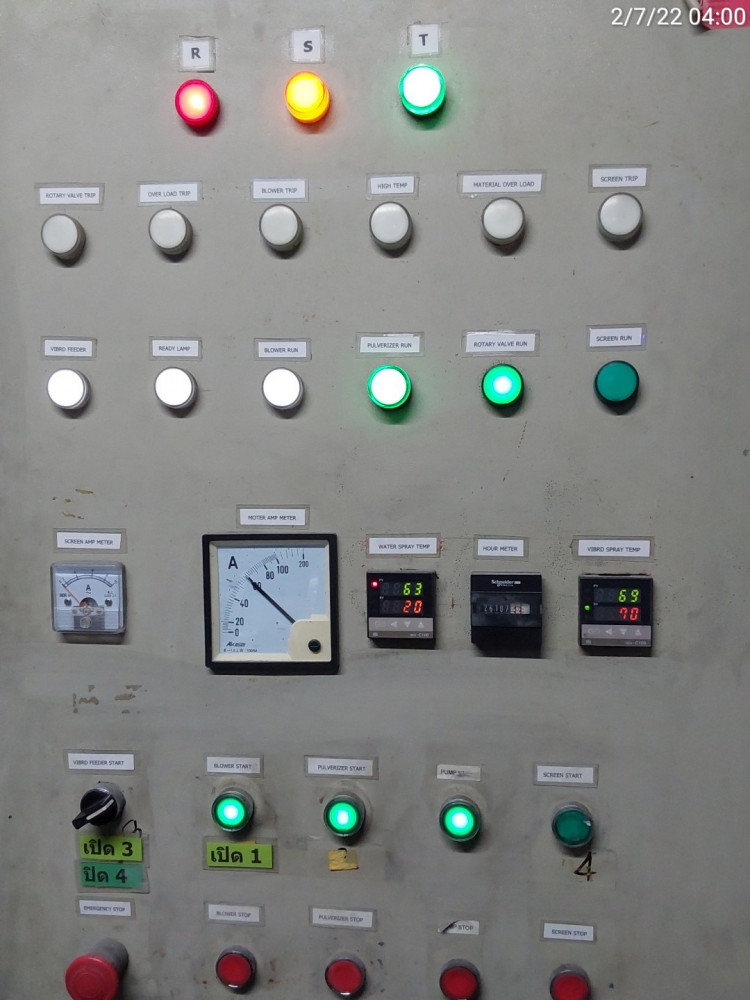 2/7/22 04:00
R
S
T
ROTARY VALVE TRIP
OVER LOAD TRIP
BLOWER TRIP
HIGH TEMP
MATERIAL OVER LOAD
SCREEN TRIP
VIBRO FEEDER
READY LAMP
BLOWER RUN
PULVERIZER RUN
ROTARY VALVE RUN
SCREEN RUN
SCREEN AMP METER
MOTER AMP METER
WATER SPRAY TEMP
HOUR METER
VIBRO SPRAY TEMP
A
A
200
100
80
60
40
20
0
63
20
Schneider
69
70
VIBRO FEEDER START
BLOWER START
PULVERIZER START
SCREEN START
เปิด 3
เปิด 1
ปิด 4
2
4
EMERGENCY STOP
BLOWER STOP
PULVERIZER STOP
STOP
SCREEN STOP